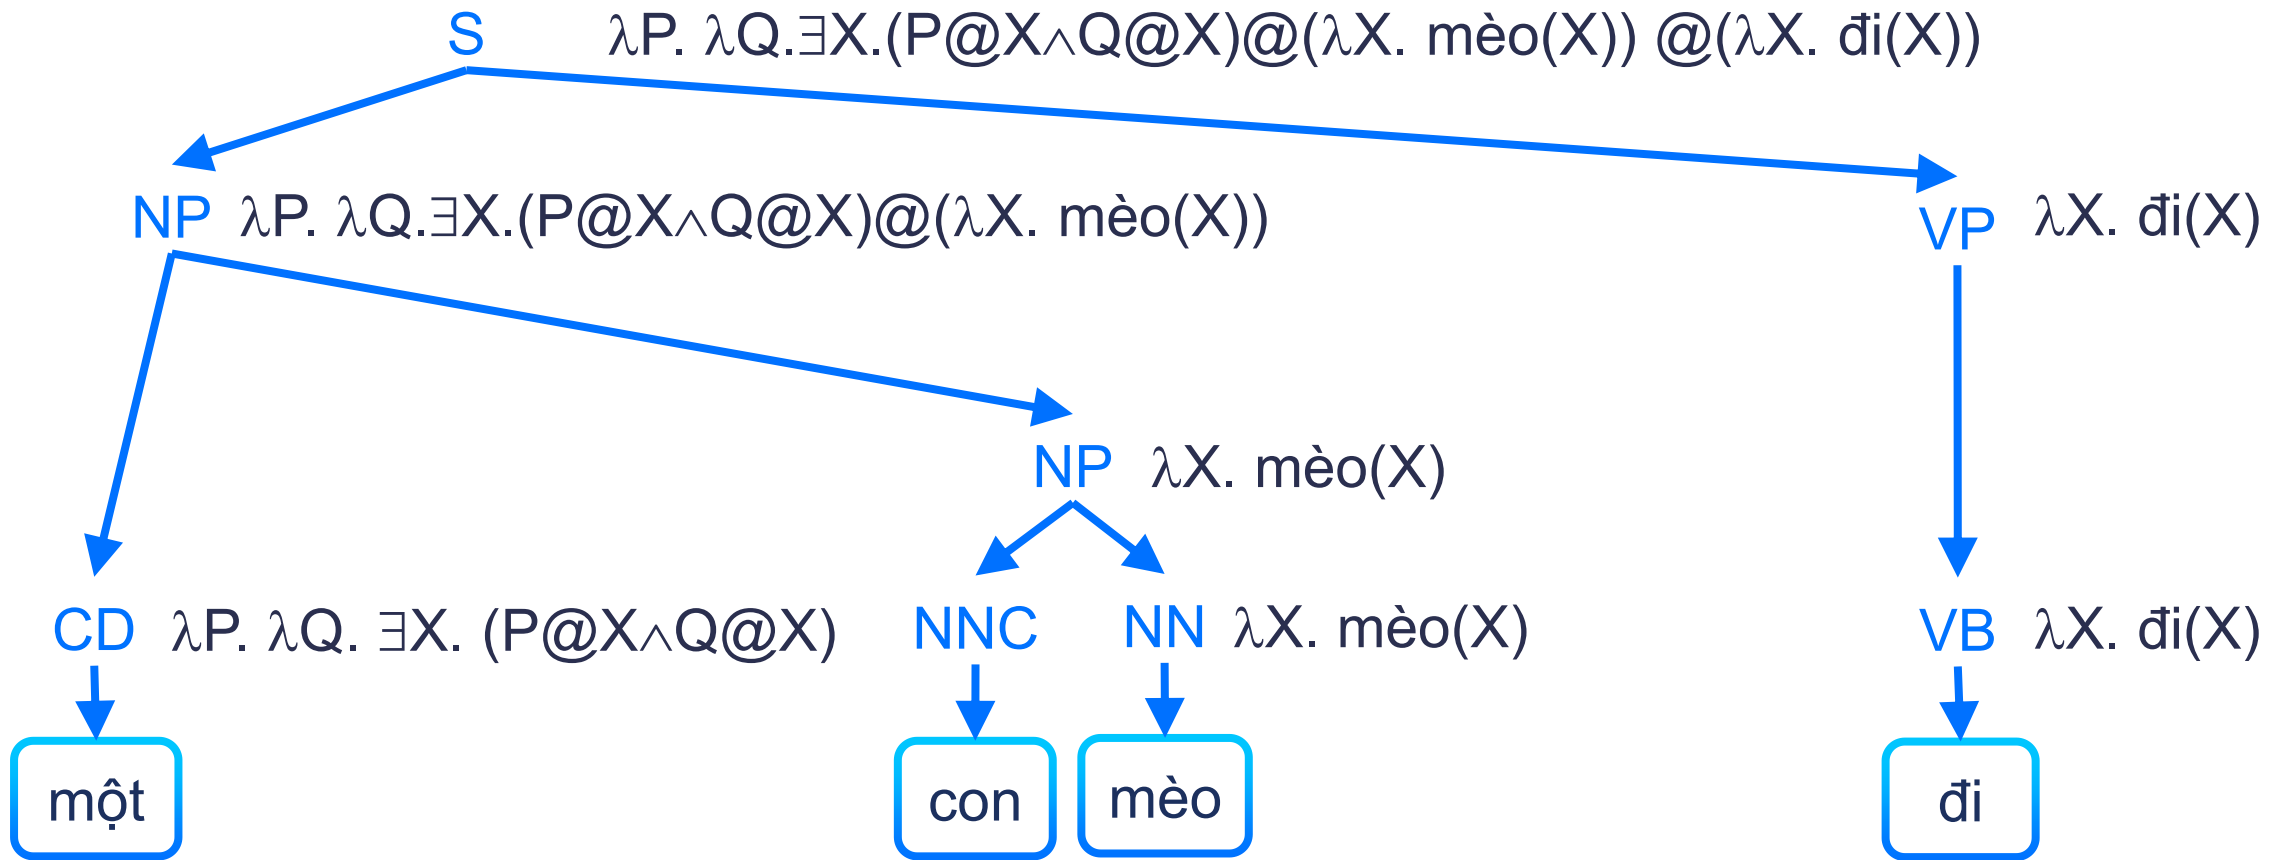 S λP. λQ.∃X.(P@X∧Q@X)@(λX. mèo(X)) @(λX. đi(X))
NP λP. λQ.∃X.(P@X∧Q@X)@(λX. mèo(X))
VP λX. đi(X)
NP λX. mèo(X)
CD λP. λQ. ∃X. (P@X∧Q@X)
NNC
NN λX. mèo(X)
VB λX. đi(X)
một
con
mèo
đi